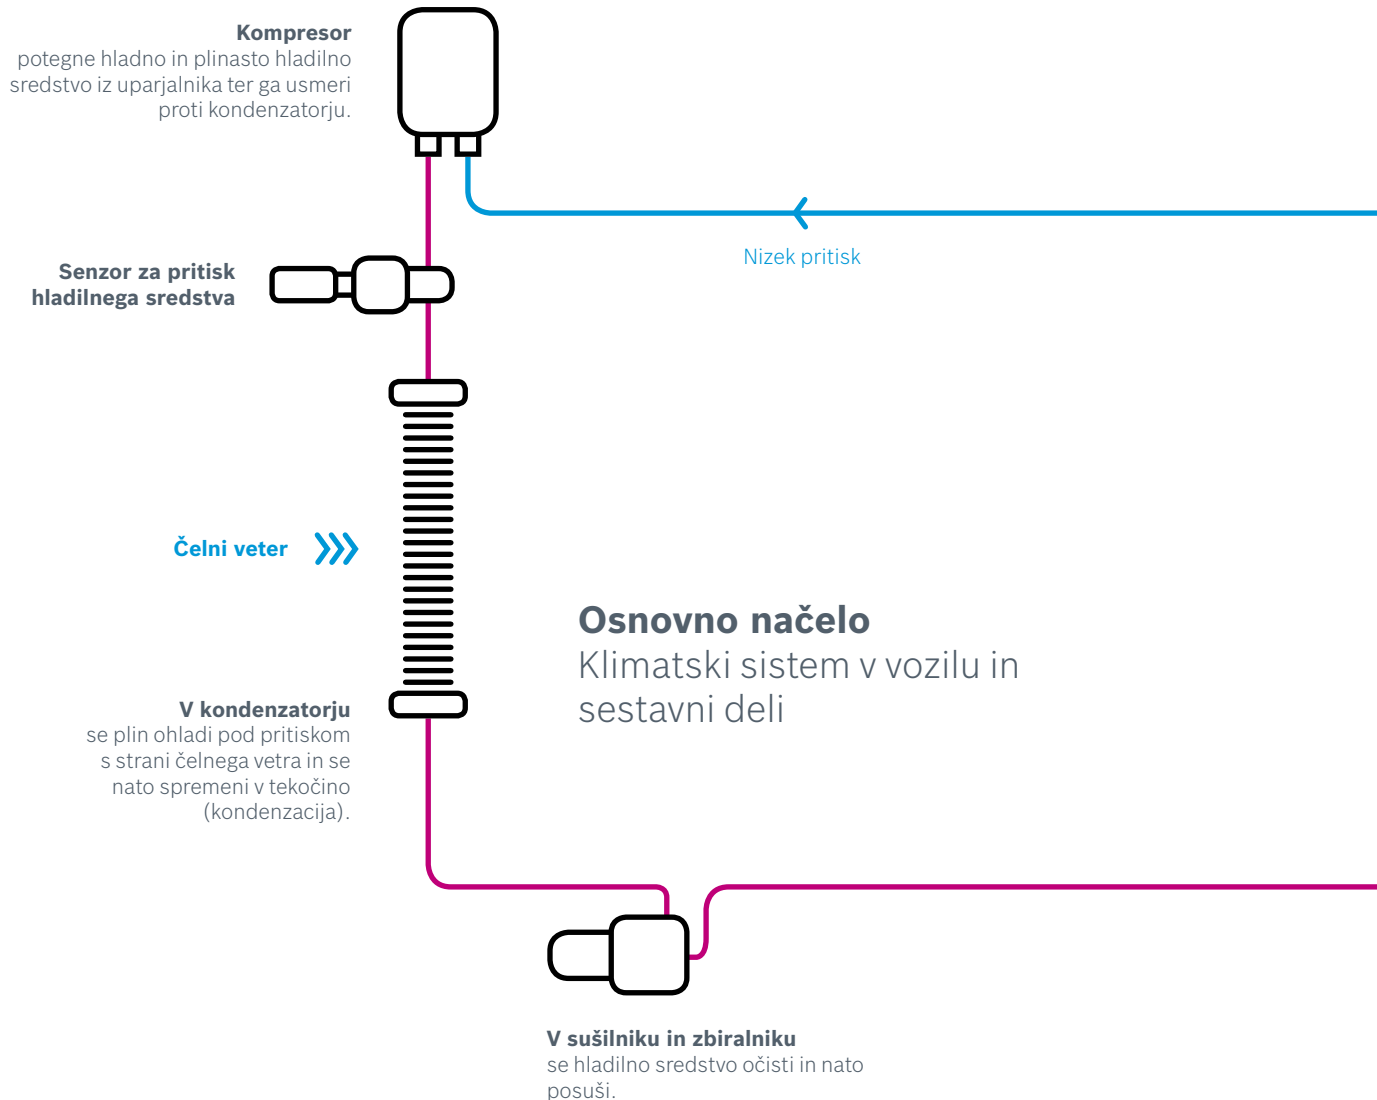 Kompresor
potegne hladno in plinasto hladilno
sredstvo iz uparjalnika ter ga usmeri
proti kondenzatorju.
Nizek pritisk
Senzor za pritisk
hladilnega sredstva
Čelni veter
Osnovno načelo
Klimatski sistem v vozilu in
sestavni deli
V kondenzatorju
se plin ohladi pod pritiskom
s strani čelnega vetra in se
nato spremeni v tekočino
(kondenzacija).
V sušilniku in zbiralniku
se hladilno sredstvo očisti in nato
posuši.